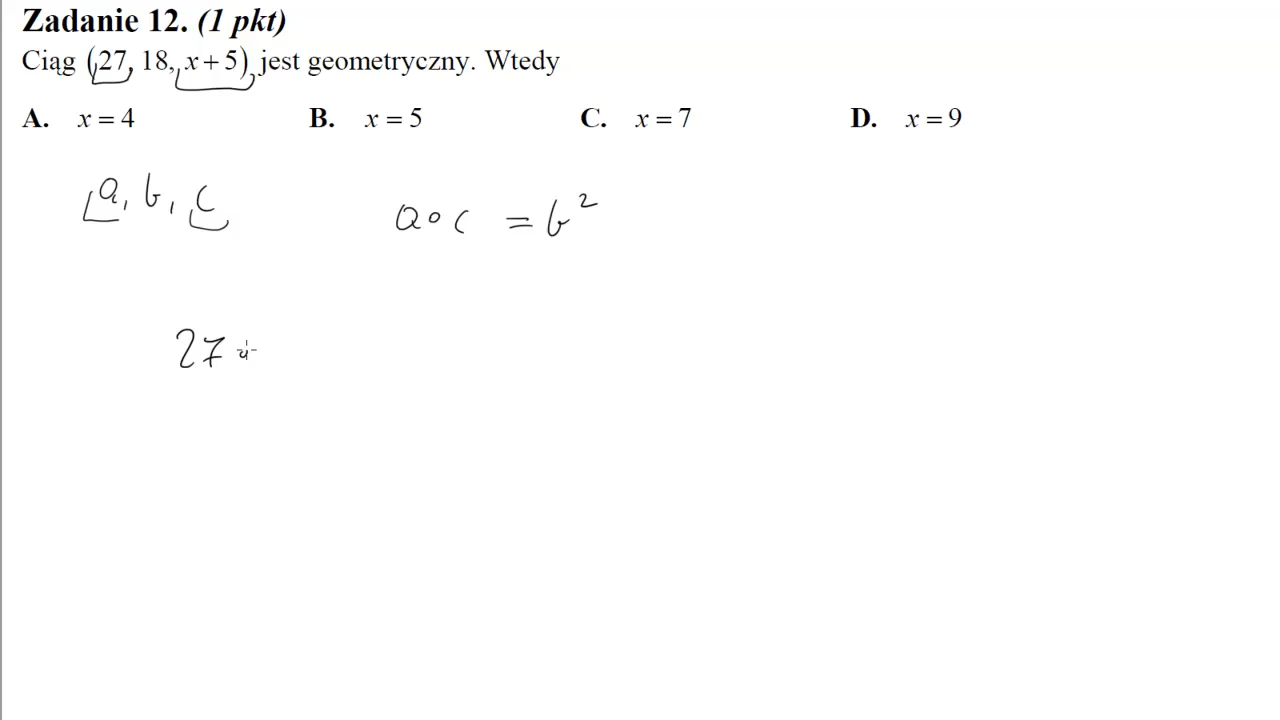 Zadanie 12. (1 pkt)
Ciąg (27, 18, x + 5) jest geometryczny. Wtedy
A. x = 4 B. x = 5 C. x = 7 D. x = 9
a, b, c a∘c = b²
27